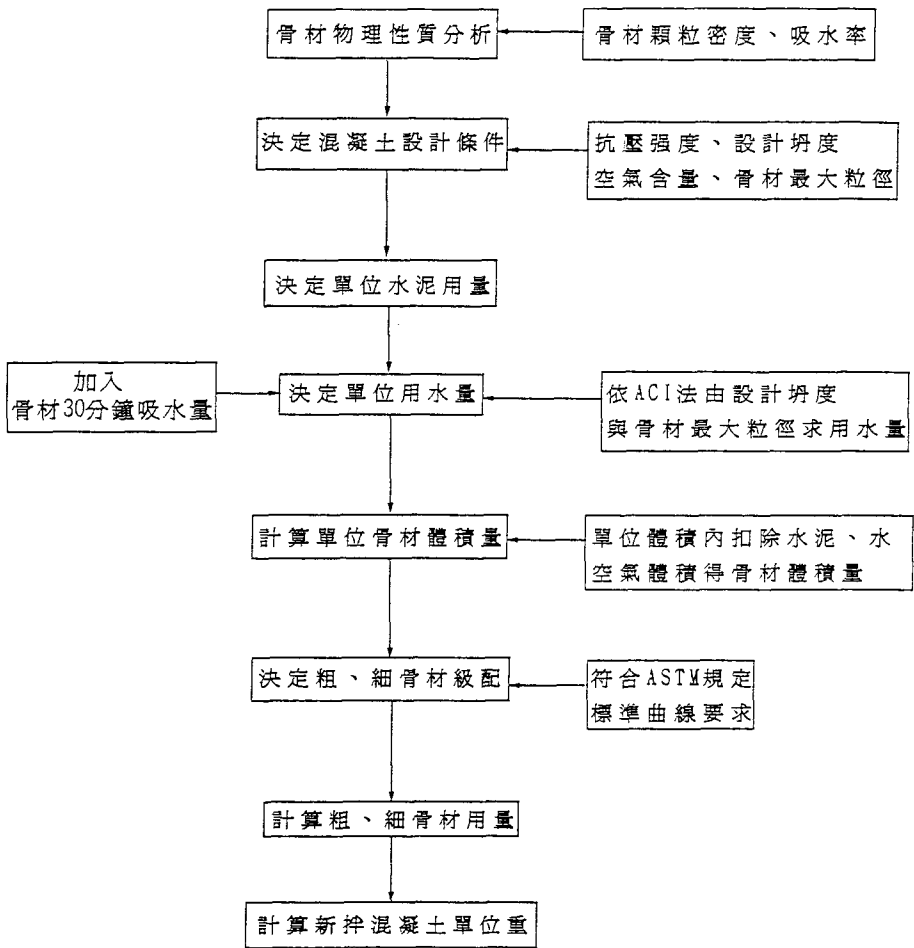 骨材物理性質分析
骨材顆粒密度、吸水率
決定混凝土設計條件
抗壓强度、設計坍度
空氣含量、骨材最大粒徑
決定單位水泥用量
加入
骨材30分鐘吸水量
決定單位用水量
依ACI法由設計坍度
與骨材最大粒徑求用水量
計算單位骨材體積量
單位體積內扣除水泥、水
空氣體積得骨材體積量
決定粗、細骨材級配
符合ASTM規定
標準曲線要求
計算粗、細骨材用量
計算新拌混凝土單位重